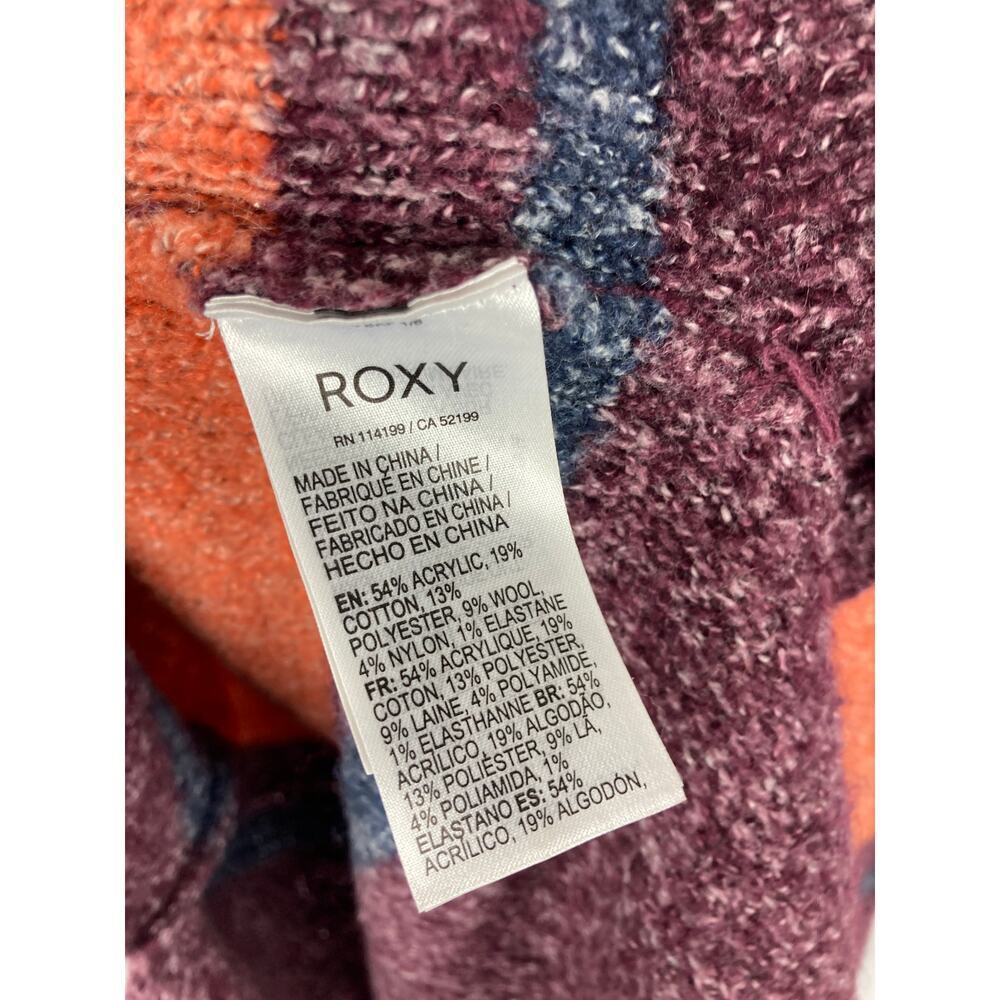 ROXY
RN 114199 / CA 52199
MADE IN CHINA /
FABRIQUÉ EN CHINE /
FEITO NA CHINA /
FABRICADO EN CHINA /
HECHO EN CHINA
EN: 54% ACRYLIC, 19%
COTTON, 13%
POLYESTER, 9% WOOL,
4% NYLON, 1% ELASTANE
FR: 54% ACRYLIQUE, 19%
COTON, 13% POLYESTER,
9% LAINE, 4% POLYAMIDE,
1% ELASTHANNE BR: 54%
ACRÍLICO, 19% ALGODÃO,
13% POLIÉSTER, 9% LÃ,
4% POLIAMIDA, 1%
ELASTANO ES: 54%
ACRÍLICO, 19% ALGODÓN,